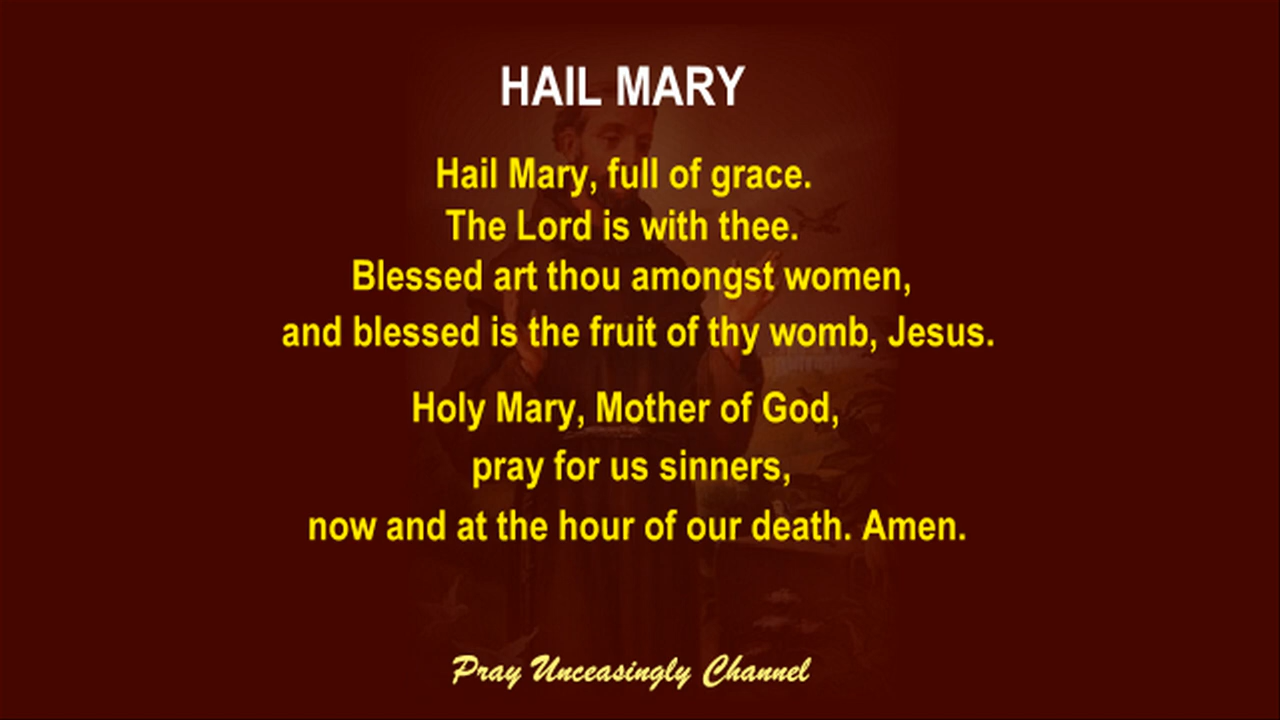 HAIL MARY
Hail Mary, full of grace.
The Lord is with thee.
Blessed art thou amongst women,
and blessed is the fruit of thy womb, Jesus.
Holy Mary, Mother of God,
pray for us sinners,
now and at the hour of our death. Amen.
Pray Unceasingly Channel